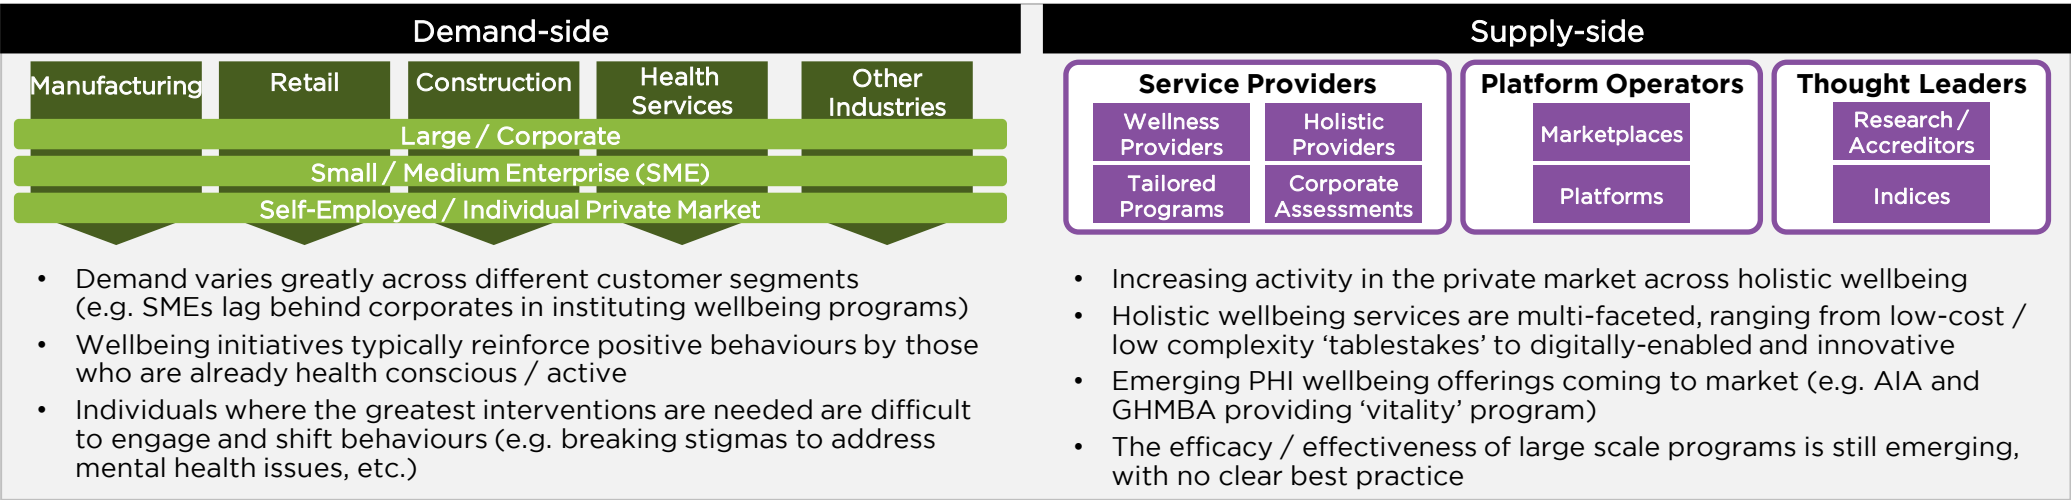 Demand-side
Manufacturing
Retail
Construction
Health
Services
Other
Industries
Large / Corporate
Small / Medium Enterprise (SME)
Self-Employed / Individual Private Market
• Demand varies greatly across different customer segments
(e.g. SMEs lag behind corporates in instituting wellbeing programs)
• Wellbeing initiatives typically reinforce positive behaviours by those
who are already health conscious / active
• Individuals where the greatest interventions are needed are difficult
to engage and shift behaviours (e.g. breaking stigmas to address
mental health issues, etc.)
Supply-side
Service Providers
Wellness
Providers
Holistic
Providers
Tailored
Programs
Corporate
Assessments
Platform Operators
Marketplaces
Platforms
Thought Leaders
Research /
Accreditors
Indices
• Increasing activity in the private market across holistic wellbeing
• Holistic wellbeing services are multi-faceted, ranging from low-cost /
low complexity ‘tablestakes’ to digitally-enabled and innovative
• Emerging PHI wellbeing offerings coming to market (e.g. AIA and
GHMBA providing ‘vitality’ program)
• The efficacy / effectiveness of large scale programs is still emerging,
with no clear best practice